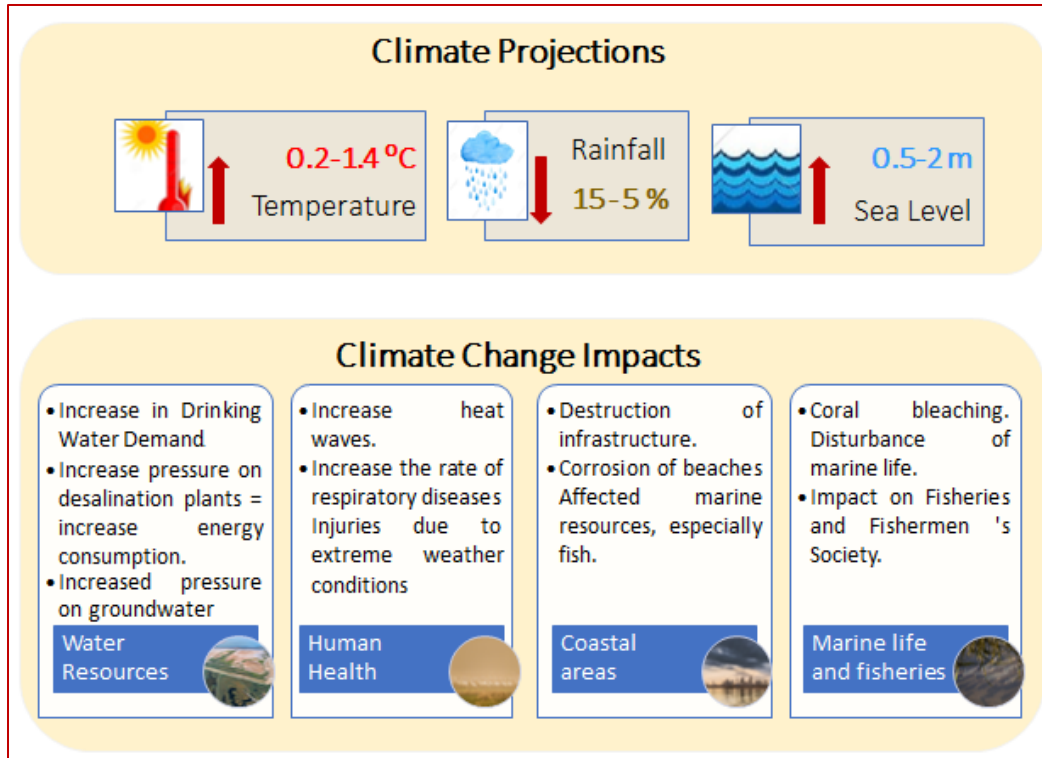 Climate Projections
0.2-1.4 ºC
Temperature
Rainfall
15-5 %
0.5-2 m
Sea Level
Climate Change Impacts
• Increase in Drinking
Water Demand
• Increase pressure on
desalination plants =
increase energy
consumption.
• Increased pressure
on groundwater
Water
Resources
• Increase heat
waves.
• Increase the rate of
respiratory diseases
Injuries due to
extreme weather
conditions
Human
Health
• Destruction of
infrastructure.
• Corrosion of beaches
Affected marine
resources, especially
fish.
Coastal
areas
• Coral bleaching.
Disturbance of
marine life.
• Impact on Fisheries
and Fishermen 's
Society.
Marine life
and fisheries